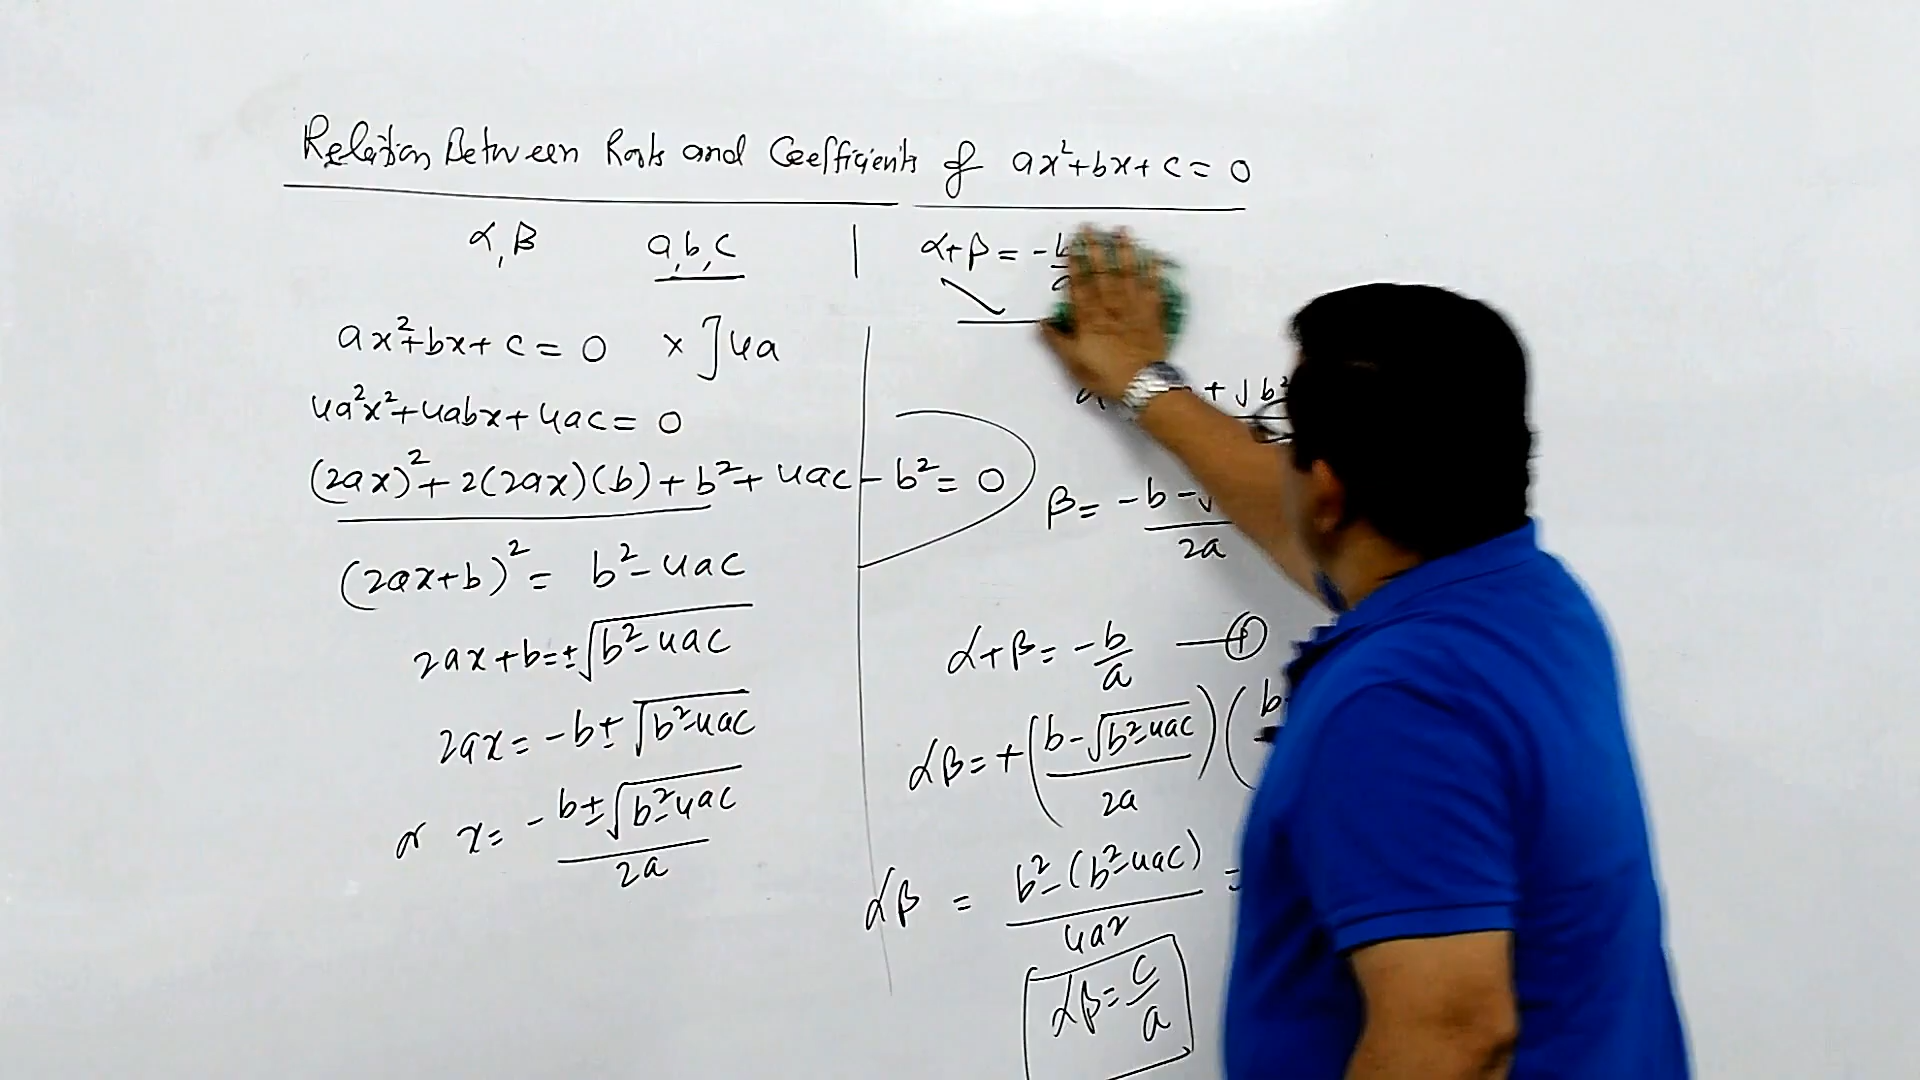 Relation Between Roots and Coefficients of ax²+bx+c=0
α,β a,b,c
ax²+bx+c=0 ×]4a
4a²x²+4abx+4ac=0
(2ax)²+2(2ax)(b)+b²+4ac-b²=0
(2ax+b)²=b²-4ac
2ax+b=±√b²-4ac
2ax=-b±√b²-4ac
or x=-b±√b²-4ac/2a
α+β=-b/a
+√b²
β=-b-√/2a
α+β=-b/a —①
αβ=+(b-√b²-4ac/2a)(b
αβ=b²-(b²-4ac)/4a²=
αβ=c/a